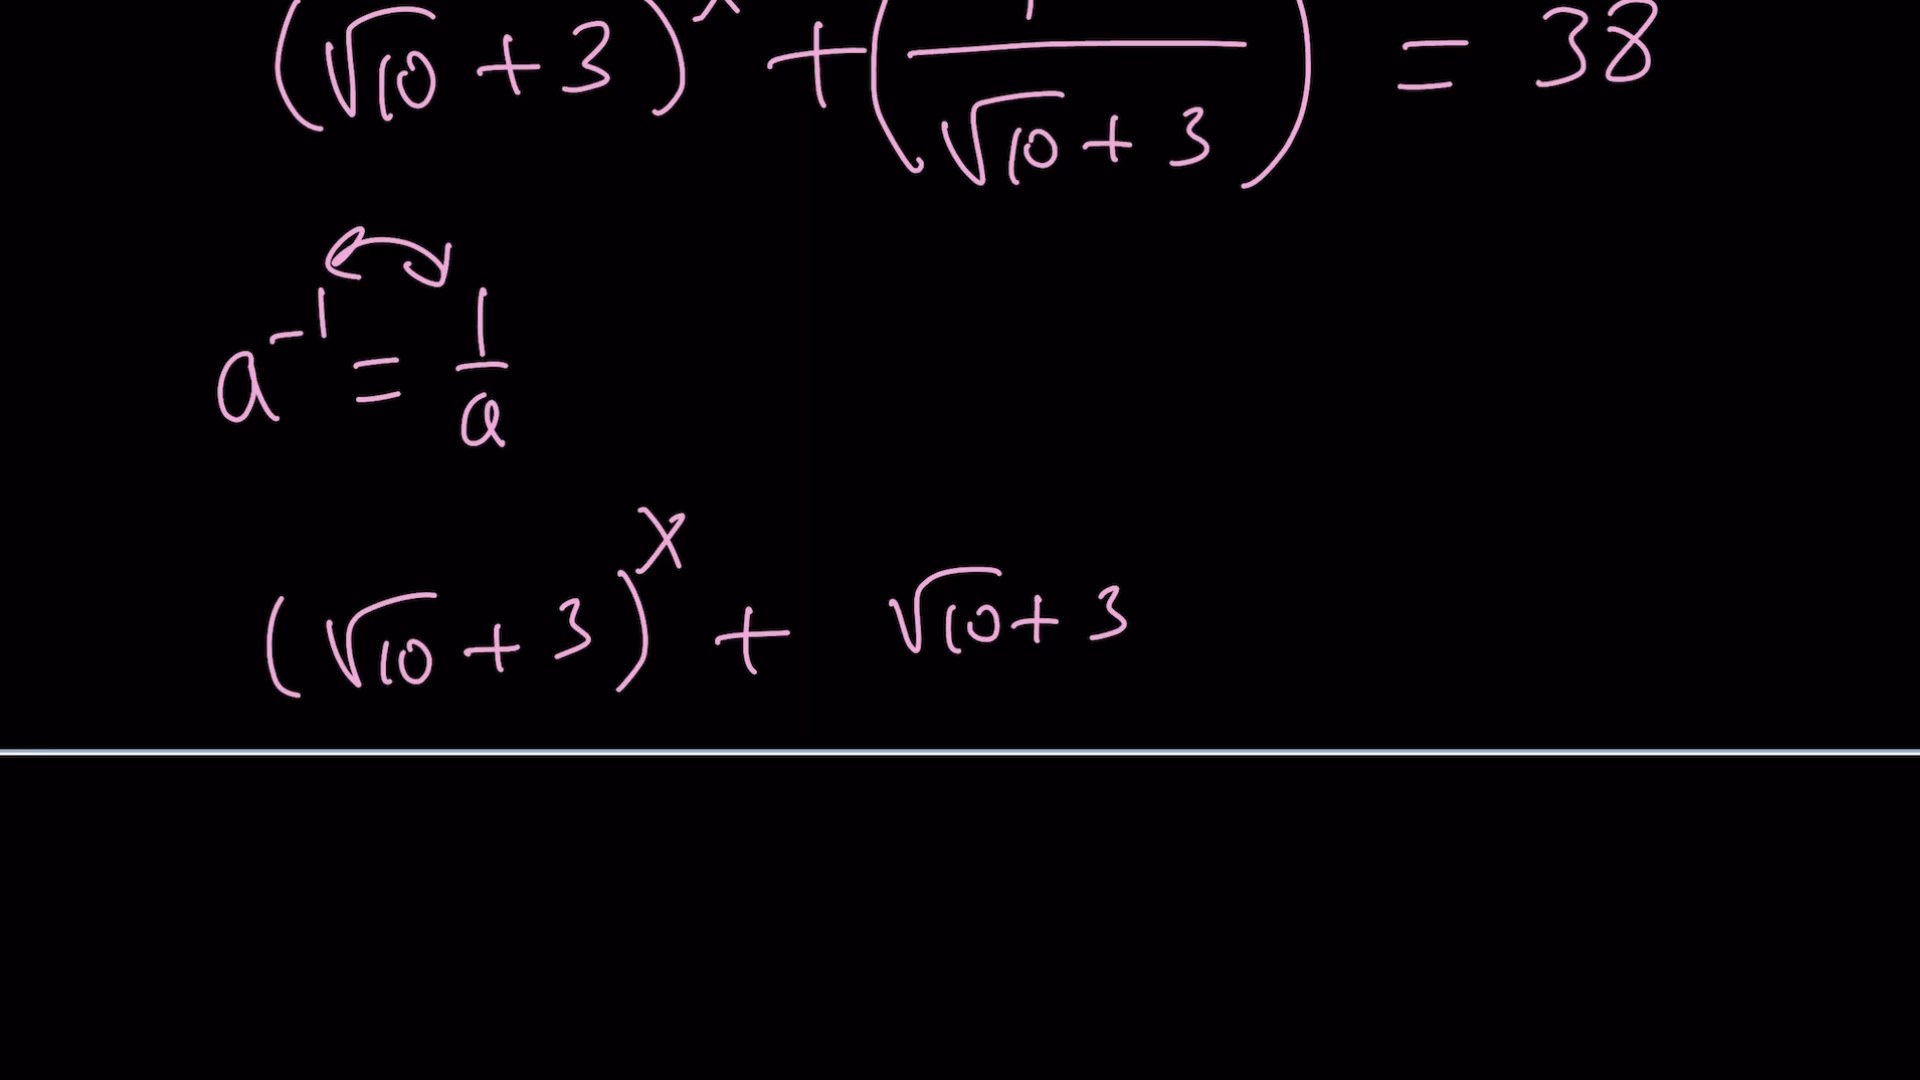 (√10 + 3)^x + (1/(√10 + 3)) = 38
a^-1 = 1/a
(√10 + 3)^x + √10 + 3